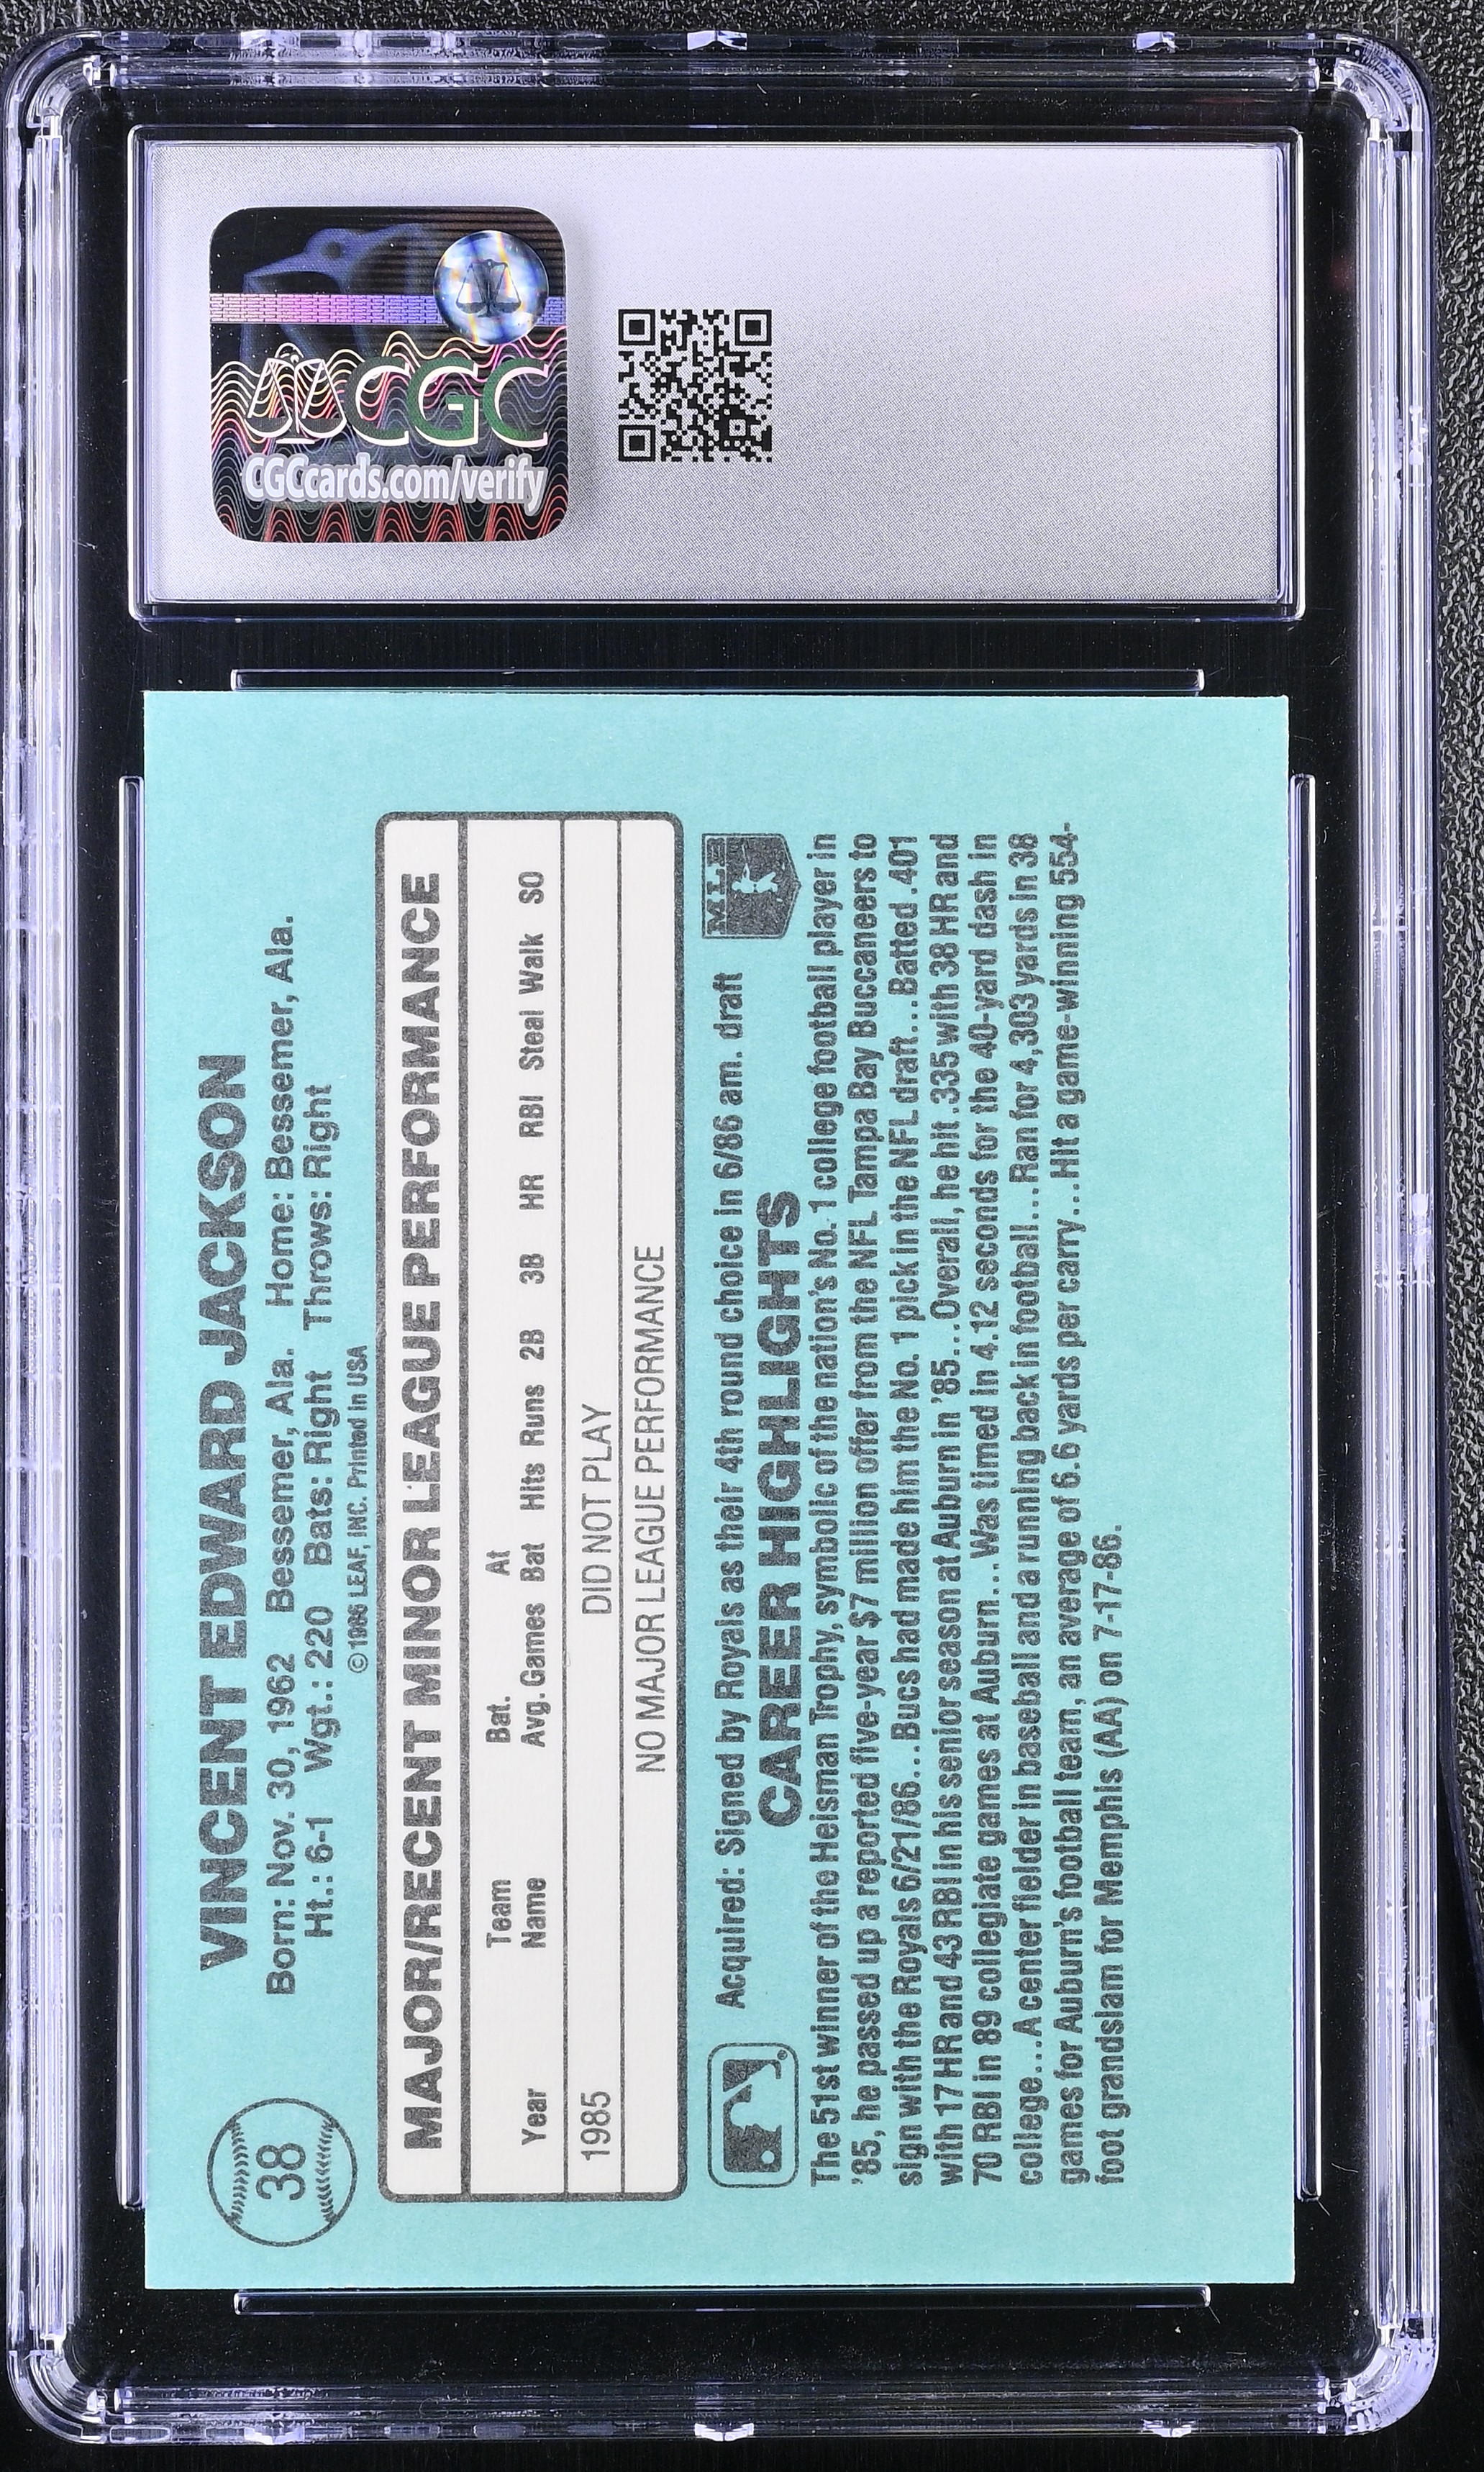 CGC
CGCcards.com/verify
38
VINCENT EDWARD JACKSON
Born: Nov. 30, 1962 Bessemer, Ala. Home: Bessemer, Ala.
Ht.: 6-1 Wgt.: 220 Bats: Right Throws: Right
© 1986 LEAF, INC. Printed in USA
MAJOR/RECENT MINOR LEAGUE PERFORMANCE
Team Bat. At
Year Name Avg. Games Bat Hits Runs 2B 3B HR RBI Steal Walk SO
1985 DID NOT PLAY
NO MAJOR LEAGUE PERFORMANCE
Acquired: Signed by Royals as their 4th round choice in 6/86 am. draft
MLB
CAREER HIGHLIGHTS
The 51st winner of the Heisman Trophy, symbolic of the nation's No. 1 college football player in
'85, he passed up a reported five-year $7 million offer from the NFL Tampa Bay Buccaneers to
sign with the Royals 6/21/86...Bucs had made him the No. 1 pick in the NFL draft...Batted .401
with 17 HR and 43 RBI in his senior season at Auburn in '85...Overall, he hit .335 with 38 HR and
70 RBI in 89 collegiate games at Auburn...Was timed in 4.12 seconds for the 40-yard dash in
college...A center fielder in baseball and a running back in football...Ran for 4,303 yards in 38
games for Auburn's football team, an average of 6.6 yards per carry...Hit a game-winning 554-
foot grandslam for Memphis (AA) on 7-17-86.